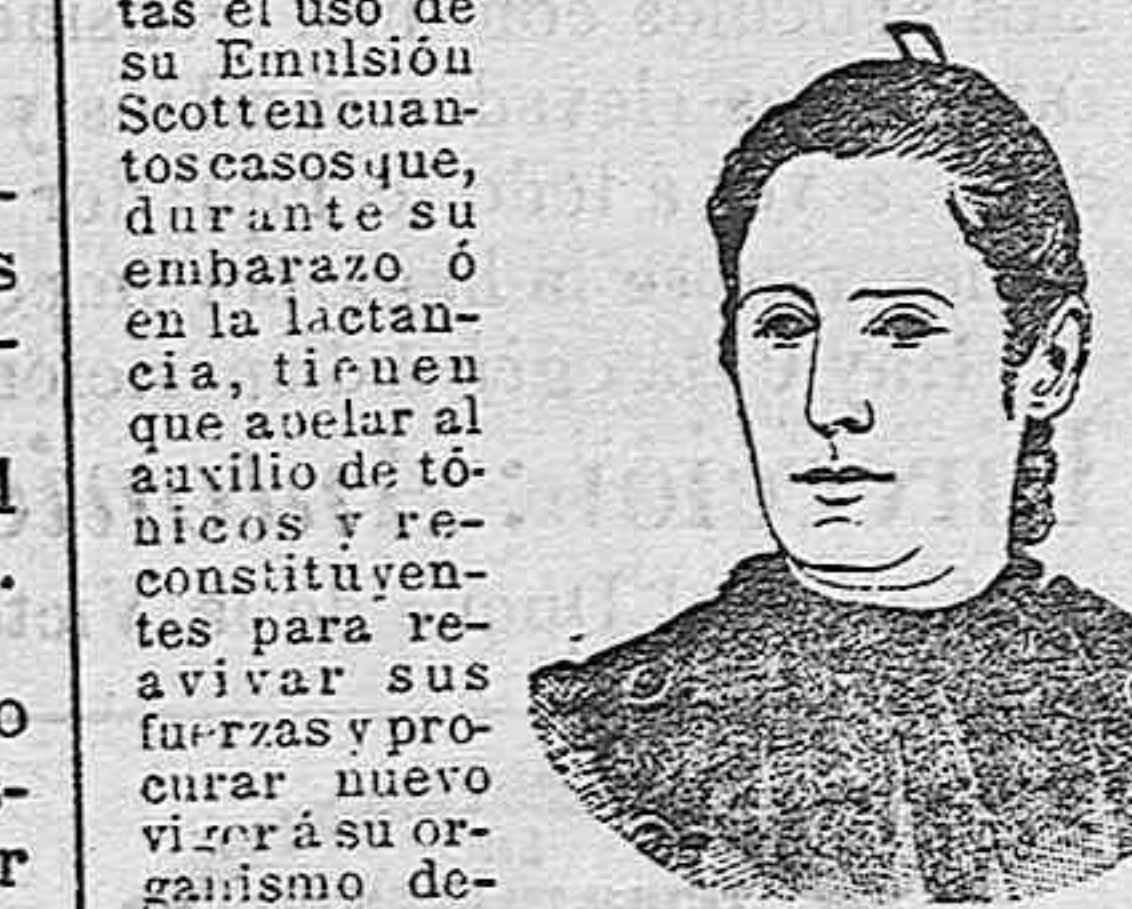 tas el uso de
su Emulsión
Scott en cuan-
tos casos que,
durante su
embarazo ó
en la lactan-
cia, tienen
que apelar al
auxilio de tó-
nicos y re-
constituyen-
tes para re-
avivar sus
fuerzas y pro-
curar nuevo
vigor á su or-
ganismo de-